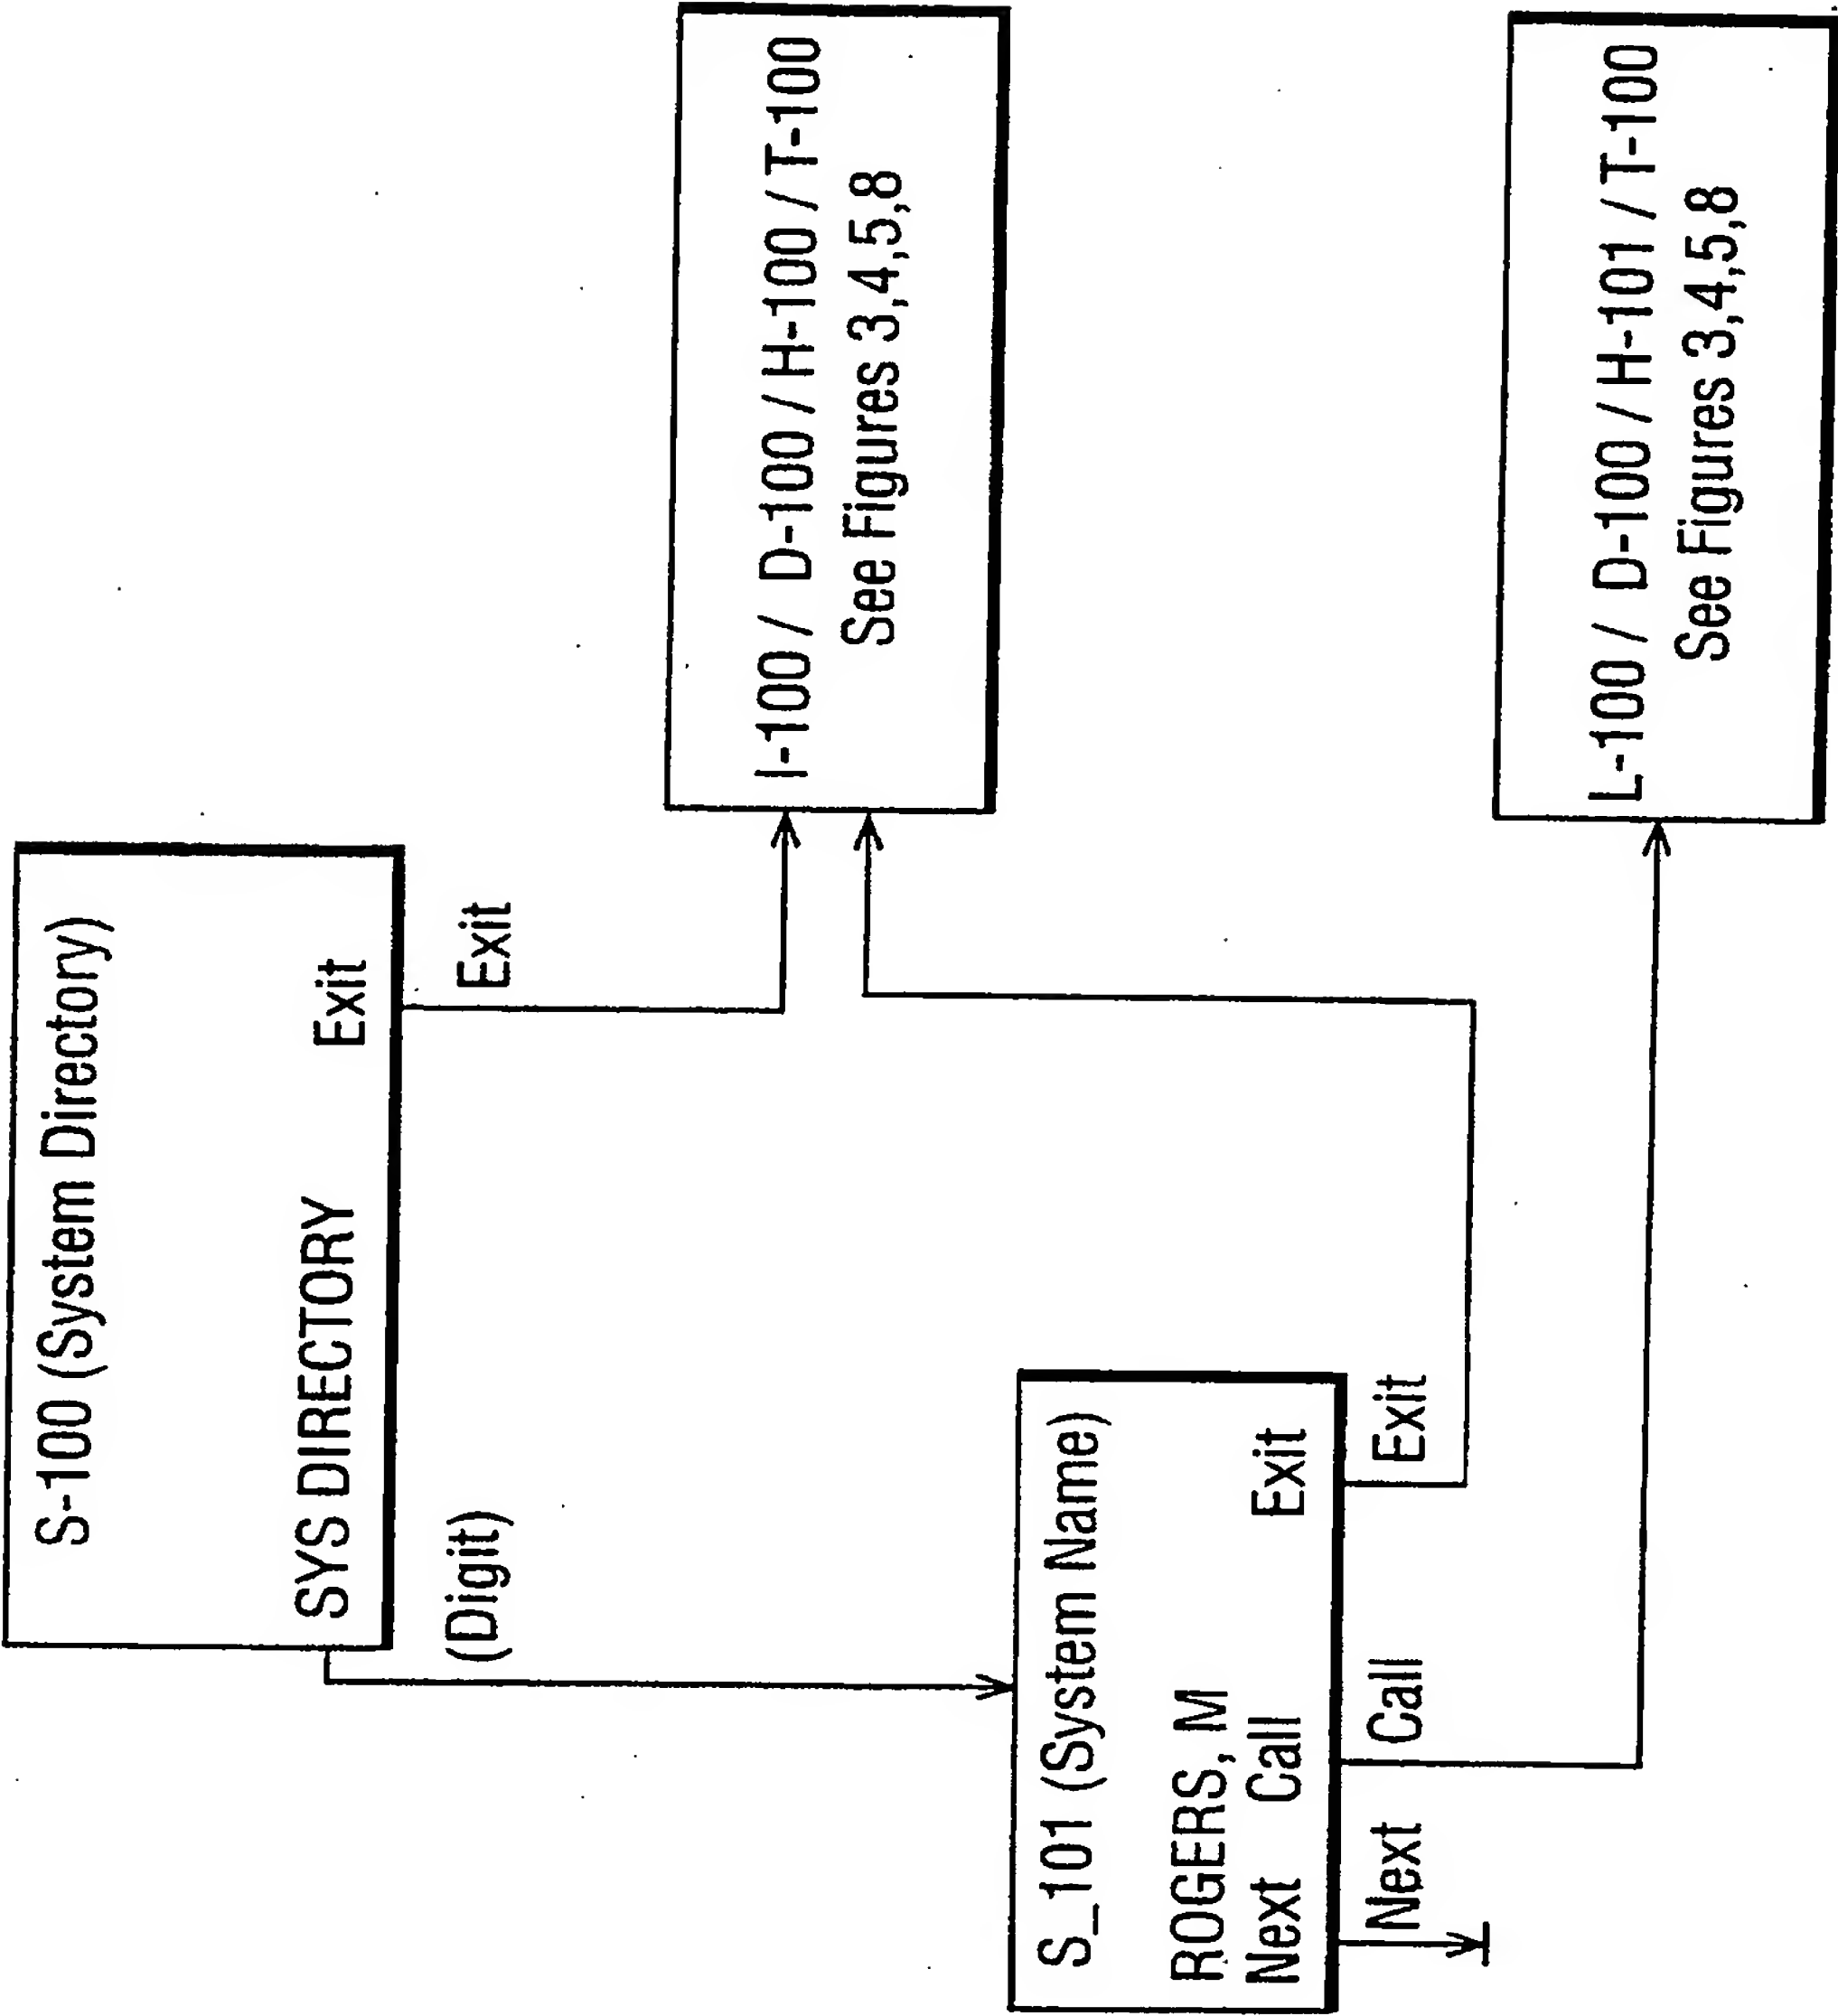 S-100 (System Directory)
SYS DIRECTORY Exit
(Digit)
Exit
I-100 / D-100 / H-100 / T-100
See Figures 3,4,5,8
S_101 (System Name)
ROGERS, M
Next Call Exit
Next
Call
Exit
L-100 / D-100 / H-101 / T-100
See Figures 3,4,5,8